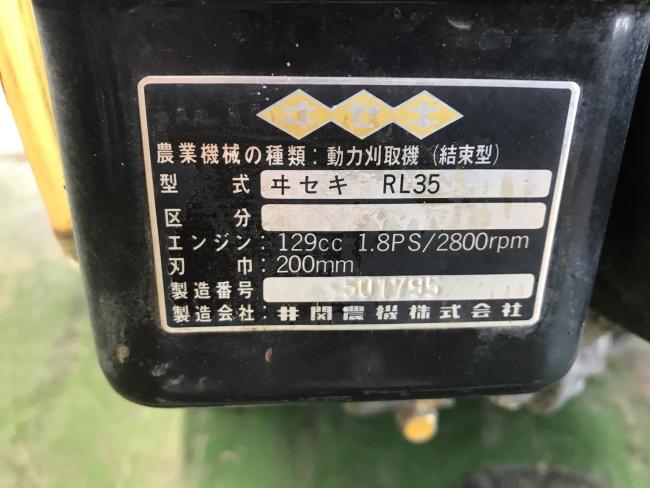 ヰセキ
農業機械の種類：動力刈取機（結束型）
型 式 ヰセキ RL35
区 分
エンジン：129cc 1.8PS/2800rpm
刃 巾：200mm
製造番号 501795
製造会社：井関農機株式会社